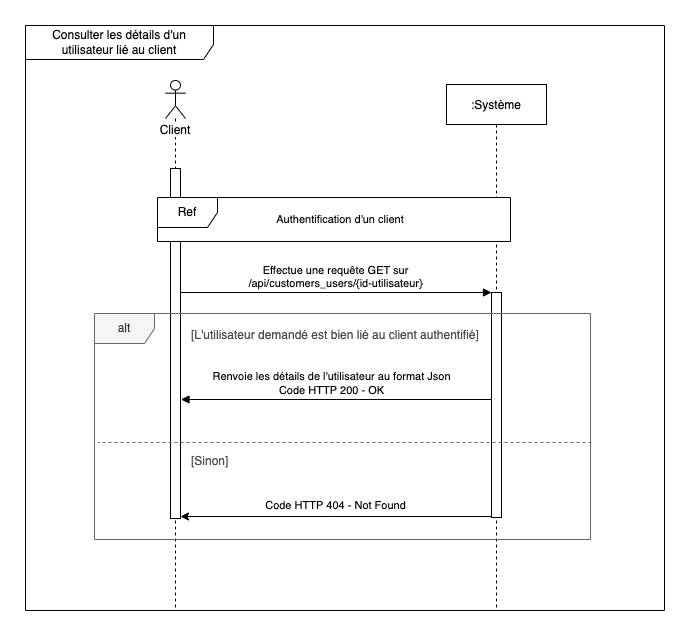 Consulter les détails d'un
utilisateur lié au client
Client
:Système
Ref
Authentification d'un client
Effectue une requête GET sur
/api/customers_users/{id-utilisateur}
alt
[L'utilisateur demandé est bien lié au client authentifié]
Renvoie les détails de l'utilisateur au format Json
Code HTTP 200 - OK
[Sinon]
Code HTTP 404 - Not Found